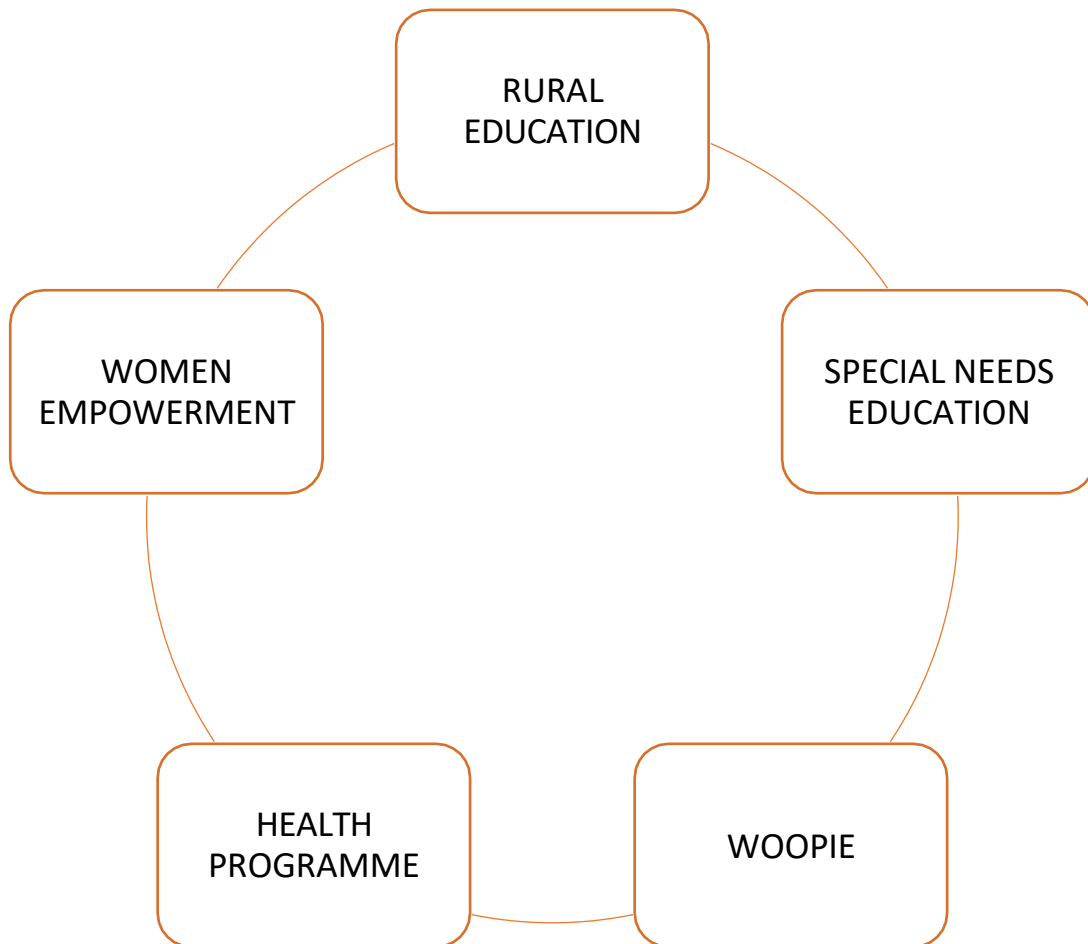 RURAL
EDUCATION
SPECIAL NEEDS
EDUCATION
WOOPIE
HEALTH
PROGRAMME
WOMEN
EMPOWERMENT